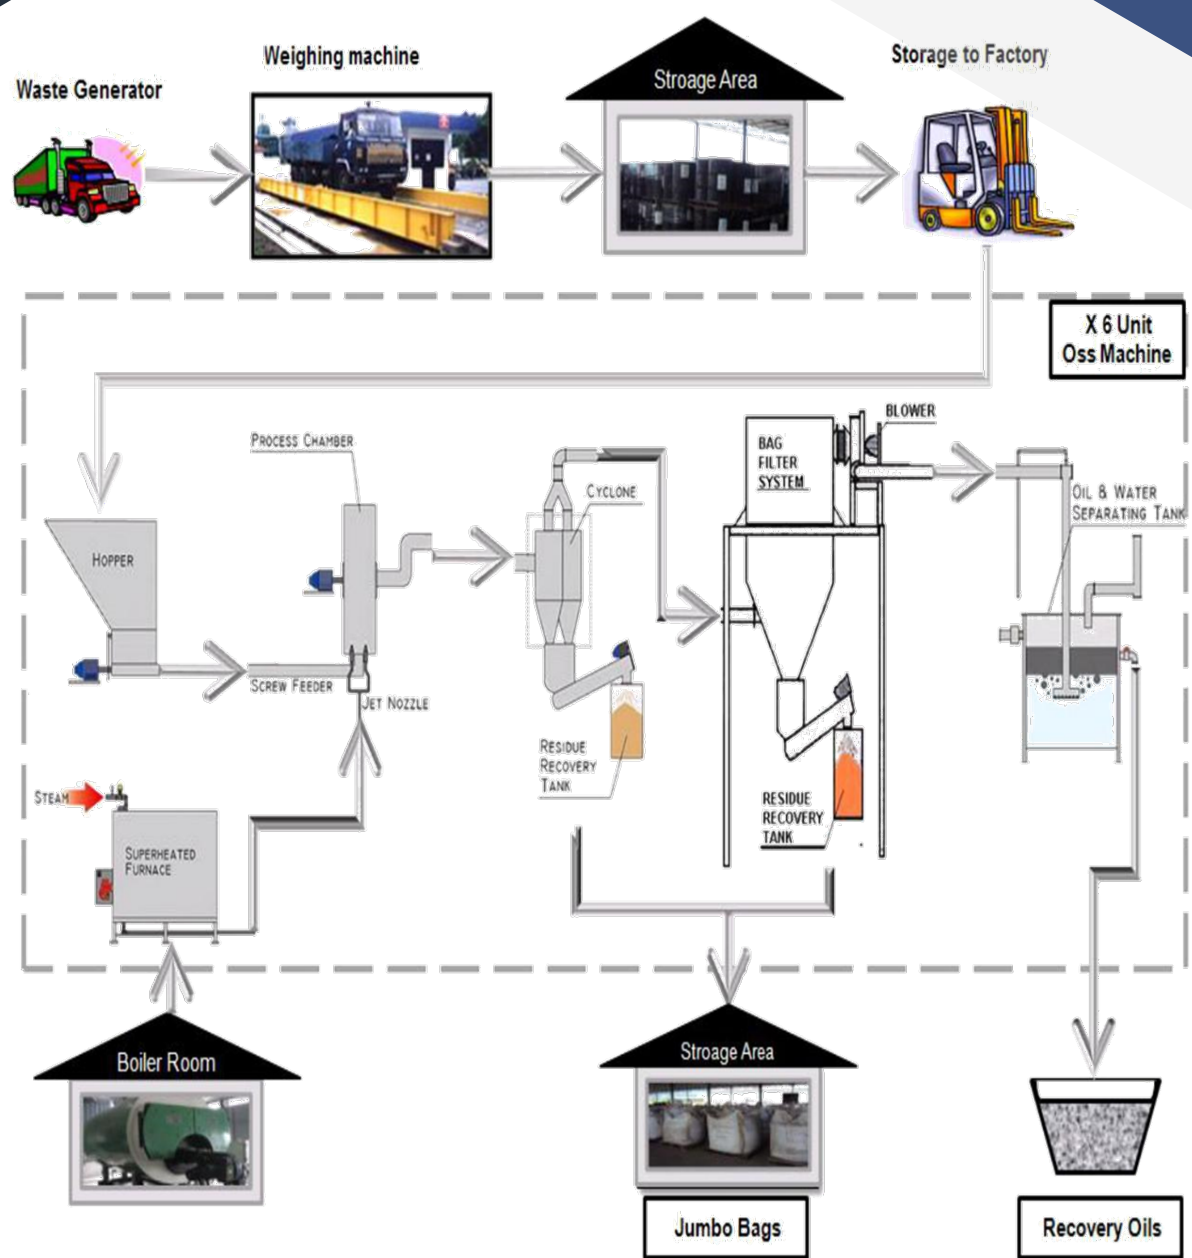 Waste Generator
Weighing machine
Stroage Area
Storage to Factory
X 6 Unit
Oss Machine
PROCESS CHAMBER
HOPPER
SCREW FEEDER
JET NOZZLE
CYCLONE
RESIDUE
RECOVERY
TANK
BAG
FILTER
SYSTEM
BLOWER
RESIDUE
RECOVERY
TANK
OIL & WATER
SEPARATING TANK
STEAM
SUPERHEATED
FURNACE
Boiler Room
Stroage Area
Jumbo Bags
Recovery Oils